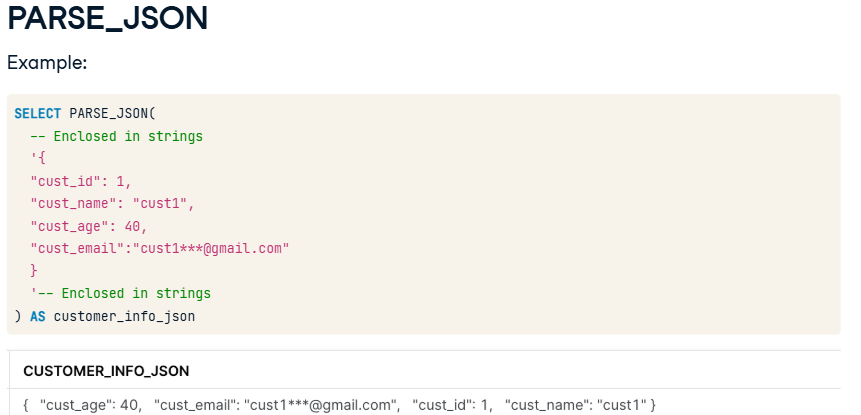 PARSE_JSON
Example:
SELECT PARSE_JSON(
-- Enclosed in strings
'{
"cust_id": 1,
"cust_name": "cust1",
"cust_age": 40,
"cust_email":"cust1***@gmail.com"
}
'-- Enclosed in strings
) AS customer_info_json
CUSTOMER_INFO_JSON
{ "cust_age": 40, "cust_email": "cust1***@gmail.com", "cust_id": 1, "cust_name": "cust1" }